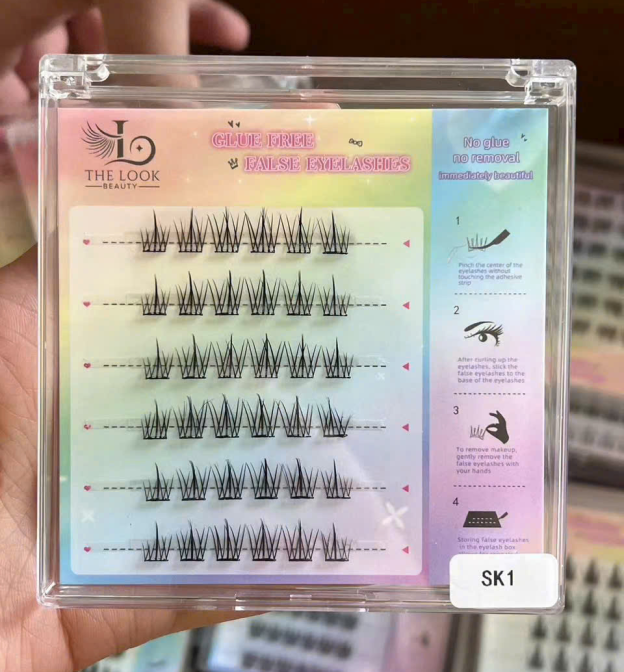 THE LOOK
BEAUTY
GLUE FREE
FALSE EYELASHES
No glue
no removal
immediately beautiful
1
Pinch the center of the
eyelashes without
touching the adhesive
strip
2
After curling up the
eyelashes, stick the
false eyelashes to the
base of the eyelashes
3
To remove makeup,
gently remove the
false eyelashes with
your hands
4
Storing false eyelashes
in the eyelash box
SK1